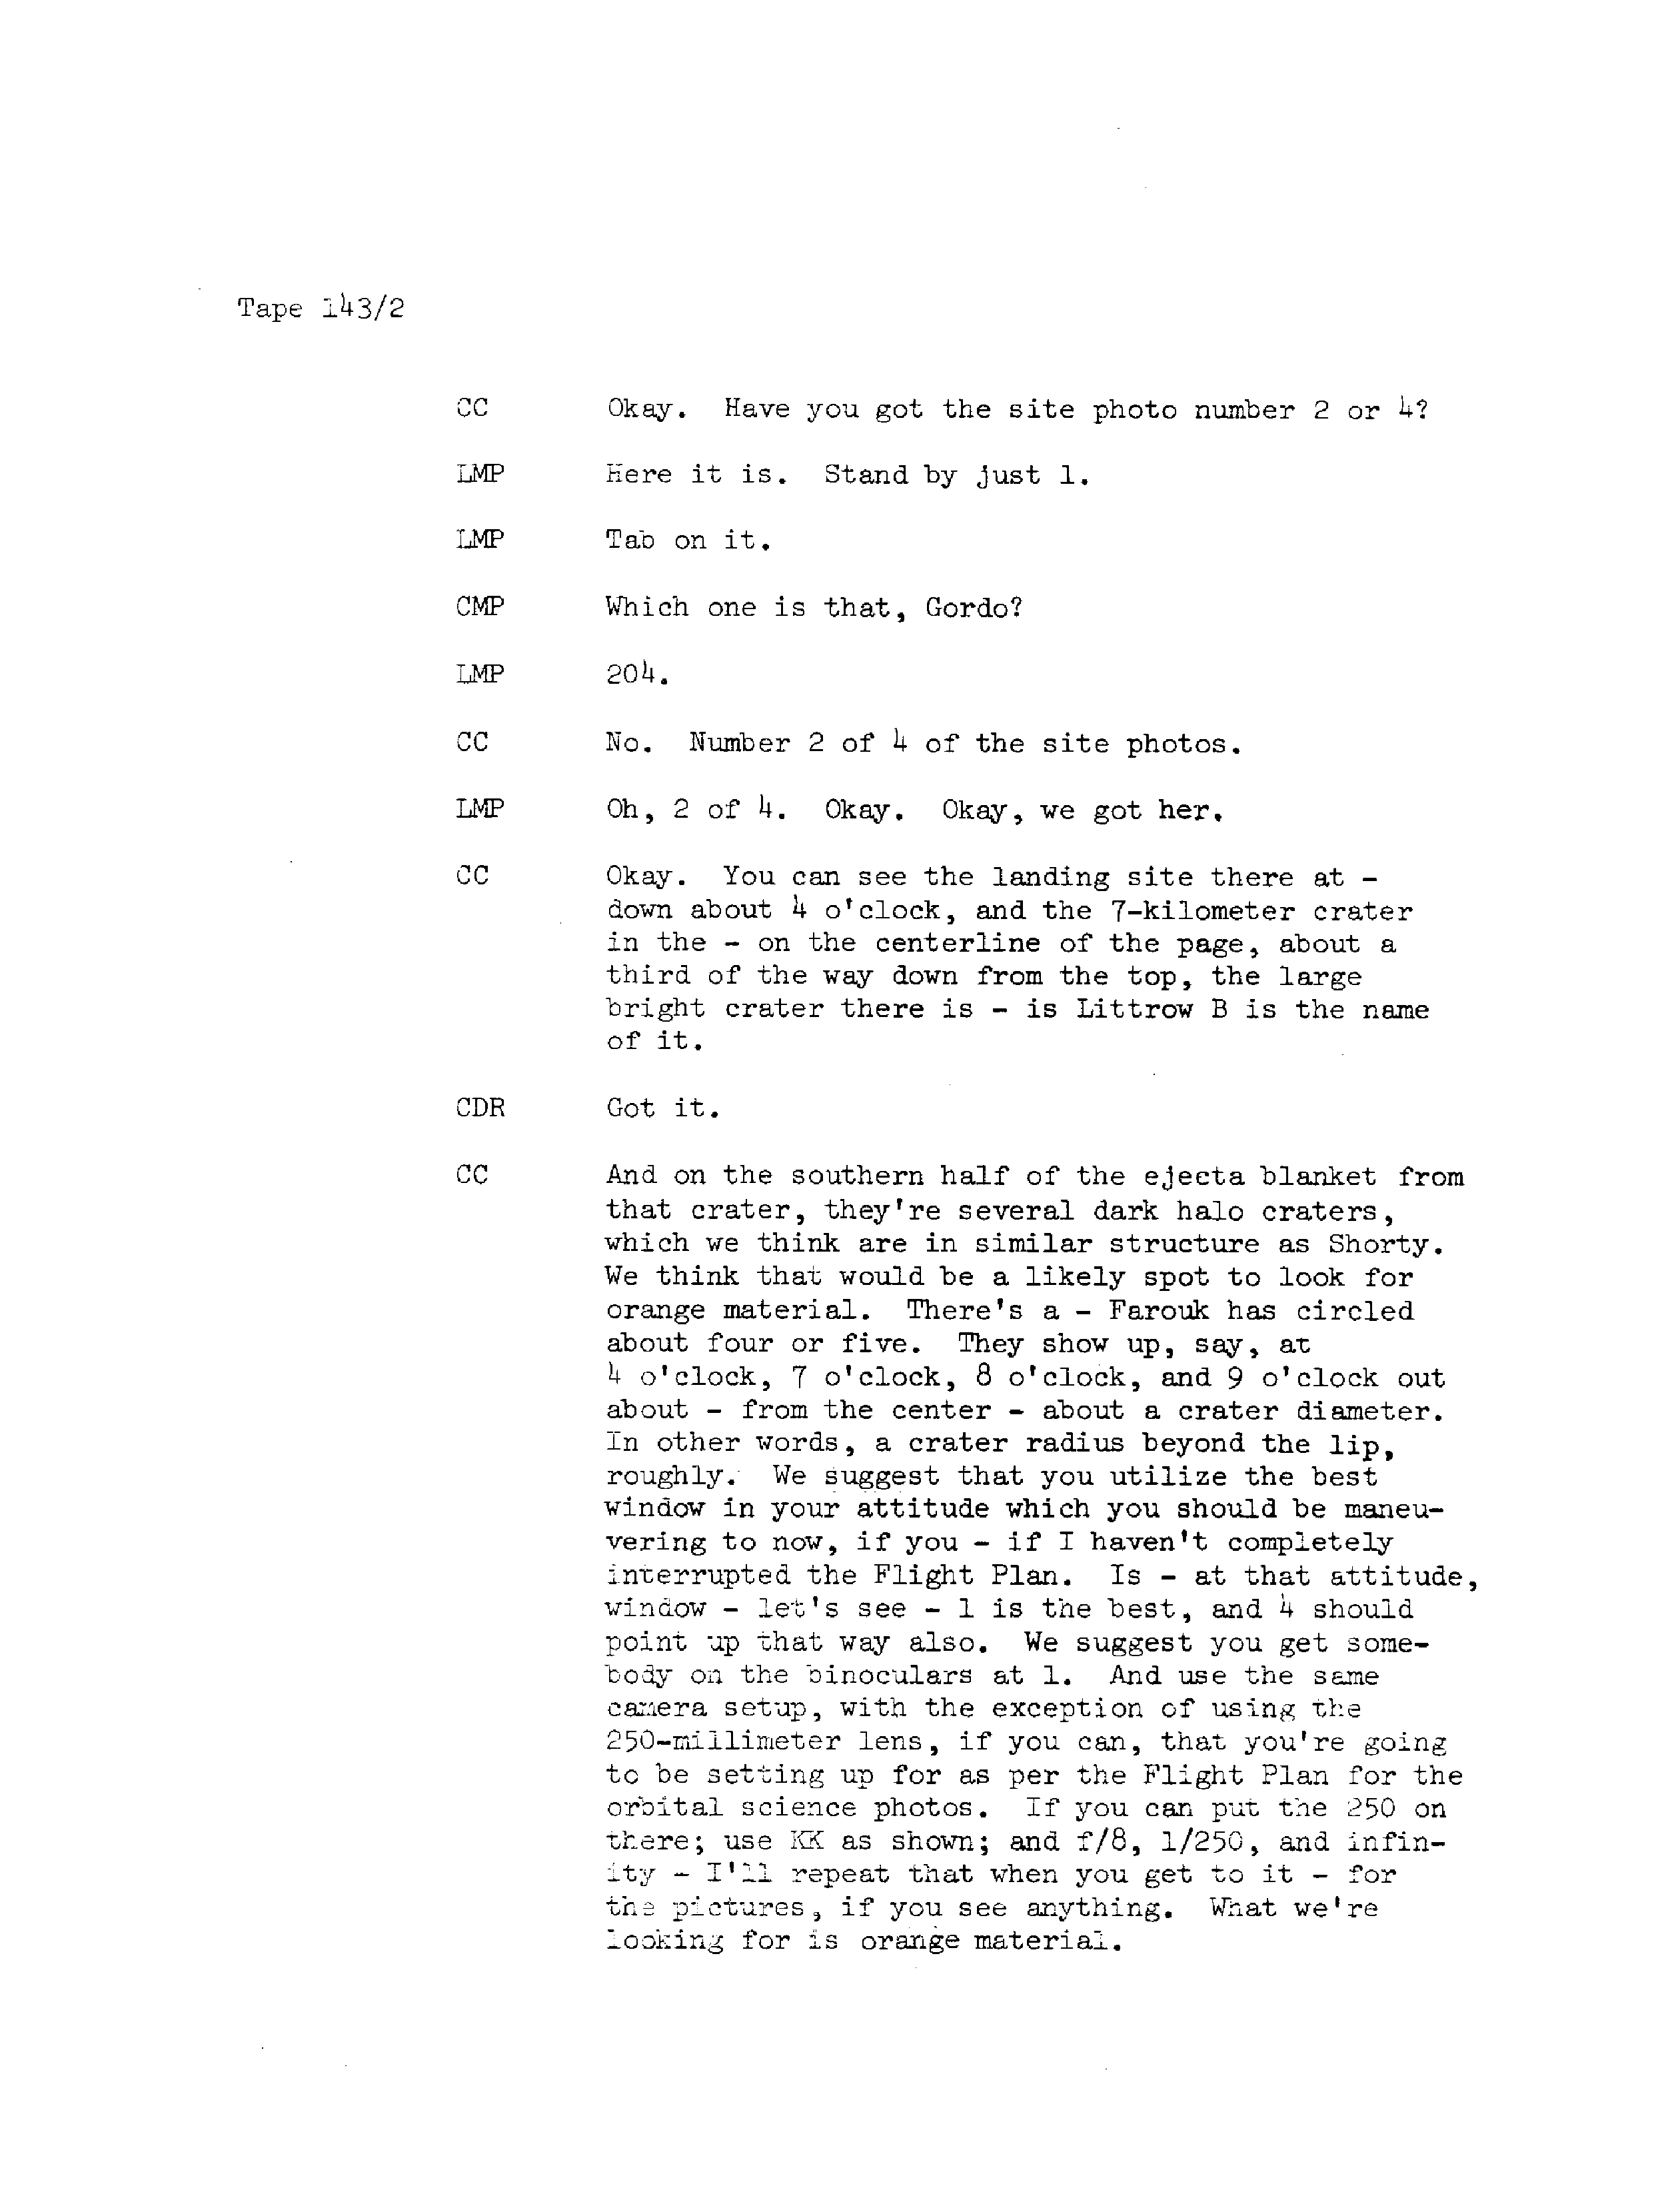 Tape 143/2
CC Okay. Have you got the site photo number 2 or 4?
LMP Here it is. Stand by just 1.
LMP Tab on it.
CMP Which one is that, Gordo?
LMP 204.
CC No. Number 2 of 4 of the site photos.
LMP Oh, 2 of 4. Okay. Okay, we got her.
CC Okay. You can see the landing site there at -
down about 4 o'clock, and the 7-kilometer crater
in the - on the centerline of the page, about a
third of the way down from the top, the large
bright crater there is - is Littrow B is the name
of it.
CDR Got it.
CC And on the southern half of the ejecta blanket from
that crater, they're several dark halo craters,
which we think are in similar structure as Shorty.
We think that would be a likely spot to look for
orange material. There's a - Farouk has circled
about four or five. They show up, say, at
4 o'clock, 7 o'clock, 8 o'clock, and 9 o'clock out
about - from the center - about a crater diameter.
In other words, a crater radius beyond the lip,
roughly. We suggest that you utilize the best
window in your attitude which you should be maneu-
vering to now, if you - if I haven't completely
interrupted the Flight Plan. Is - at that attitude,
window - let's see - 1 is the best, and 4 should
point up that way also. We suggest you get some-
body on the binoculars at 1. And use the same
camera setup, with the exception of using the
250-millimeter lens, if you can, that you're going
to be setting up for as per the Flight Plan for the
orbital science photos. If you can put the 250 on
there; use KK as shown; and f/8, 1/250, and infin-
ity - I'll repeat that when you get to it - for
the pictures, if you see anything. What we're
looking for is orange material.